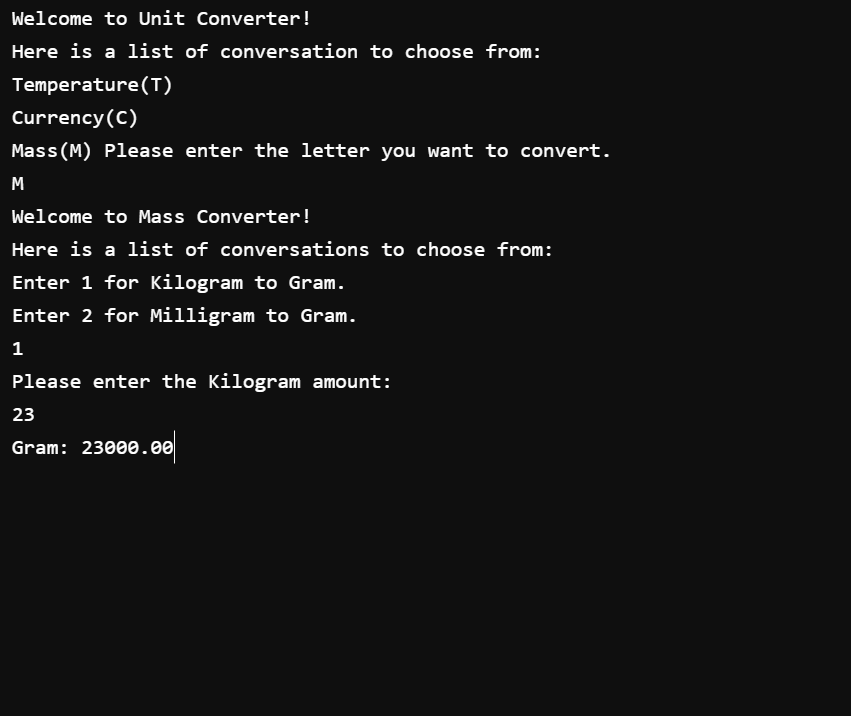 Welcome to Unit Converter!
Here is a list of conversation to choose from:
Temperature(T)
Currency(C)
Mass(M) Please enter the letter you want to convert.
M
Welcome to Mass Converter!
Here is a list of conversations to choose from:
Enter 1 for Kilogram to Gram.
Enter 2 for Milligram to Gram.
1
Please enter the Kilogram amount:
23
Gram: 23000.00